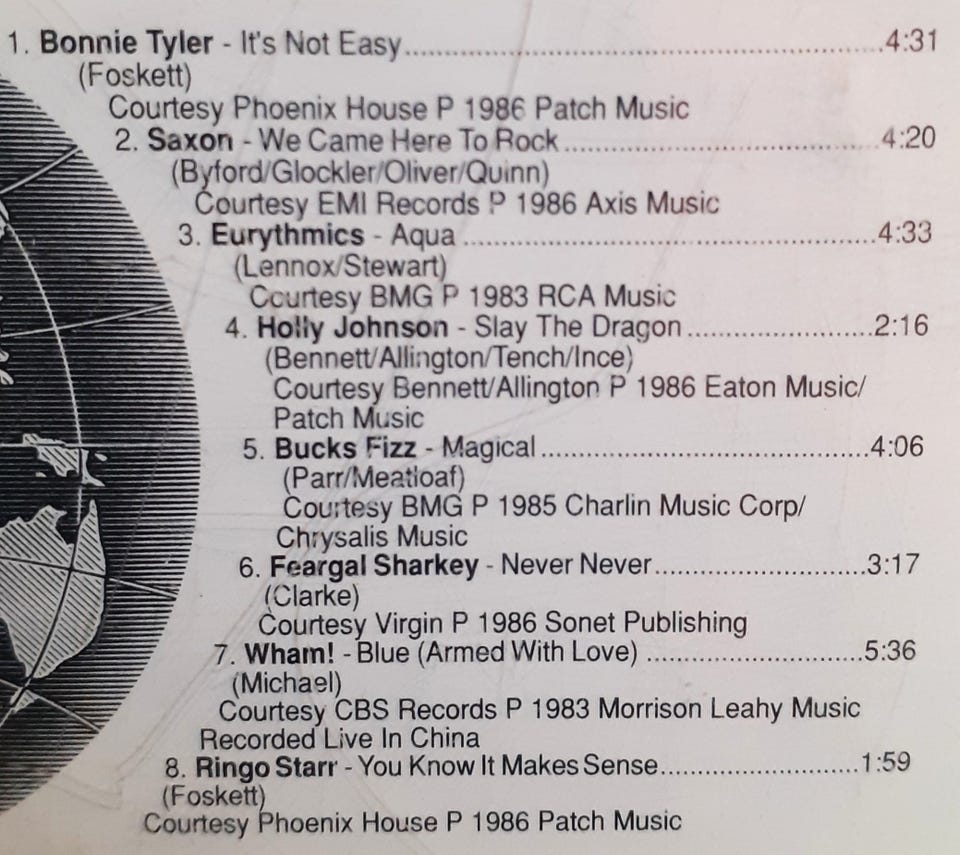 1. Bonnie Tyler - It's Not Easy..........................................................4:31
(Foskett)
Courtesy Phoenix House P 1986 Patch Music
2. Saxon - We Came Here To Rock......................................4:20
(Byford/Glockler/Oliver/Quinn)
Courtesy EMI Records P 1986 Axis Music
3. Eurythmics - Aqua ..................................................4:33
(Lennox/Stewart)
Courtesy BMG P 1983 RCA Music
4. Holly Johnson - Slay The Dragon.......................2:16
(Bennett/Allington/Tench/Ince)
Courtesy Bennett/Allington P 1986 Eaton Music/
Patch Music
5. Bucks Fizz - Magical........................................4:06
(Parr/Meatloaf)
Courtesy BMG P 1985 Charlin Music Corp/
Chrysalis Music
6. Feargal Sharkey - Never Never..........................3:17
(Clarke)
Courtesy Virgin P 1986 Sonet Publishing
7. Wham! - Blue (Armed With Love) ..........................5:36
(Michael)
Courtesy CBS Records P 1983 Morrison Leahy Music
Recorded Live In China
8. Ringo Starr - You Know It Makes Sense.........................1:59
(Foskett)
Courtesy Phoenix House P 1986 Patch Music